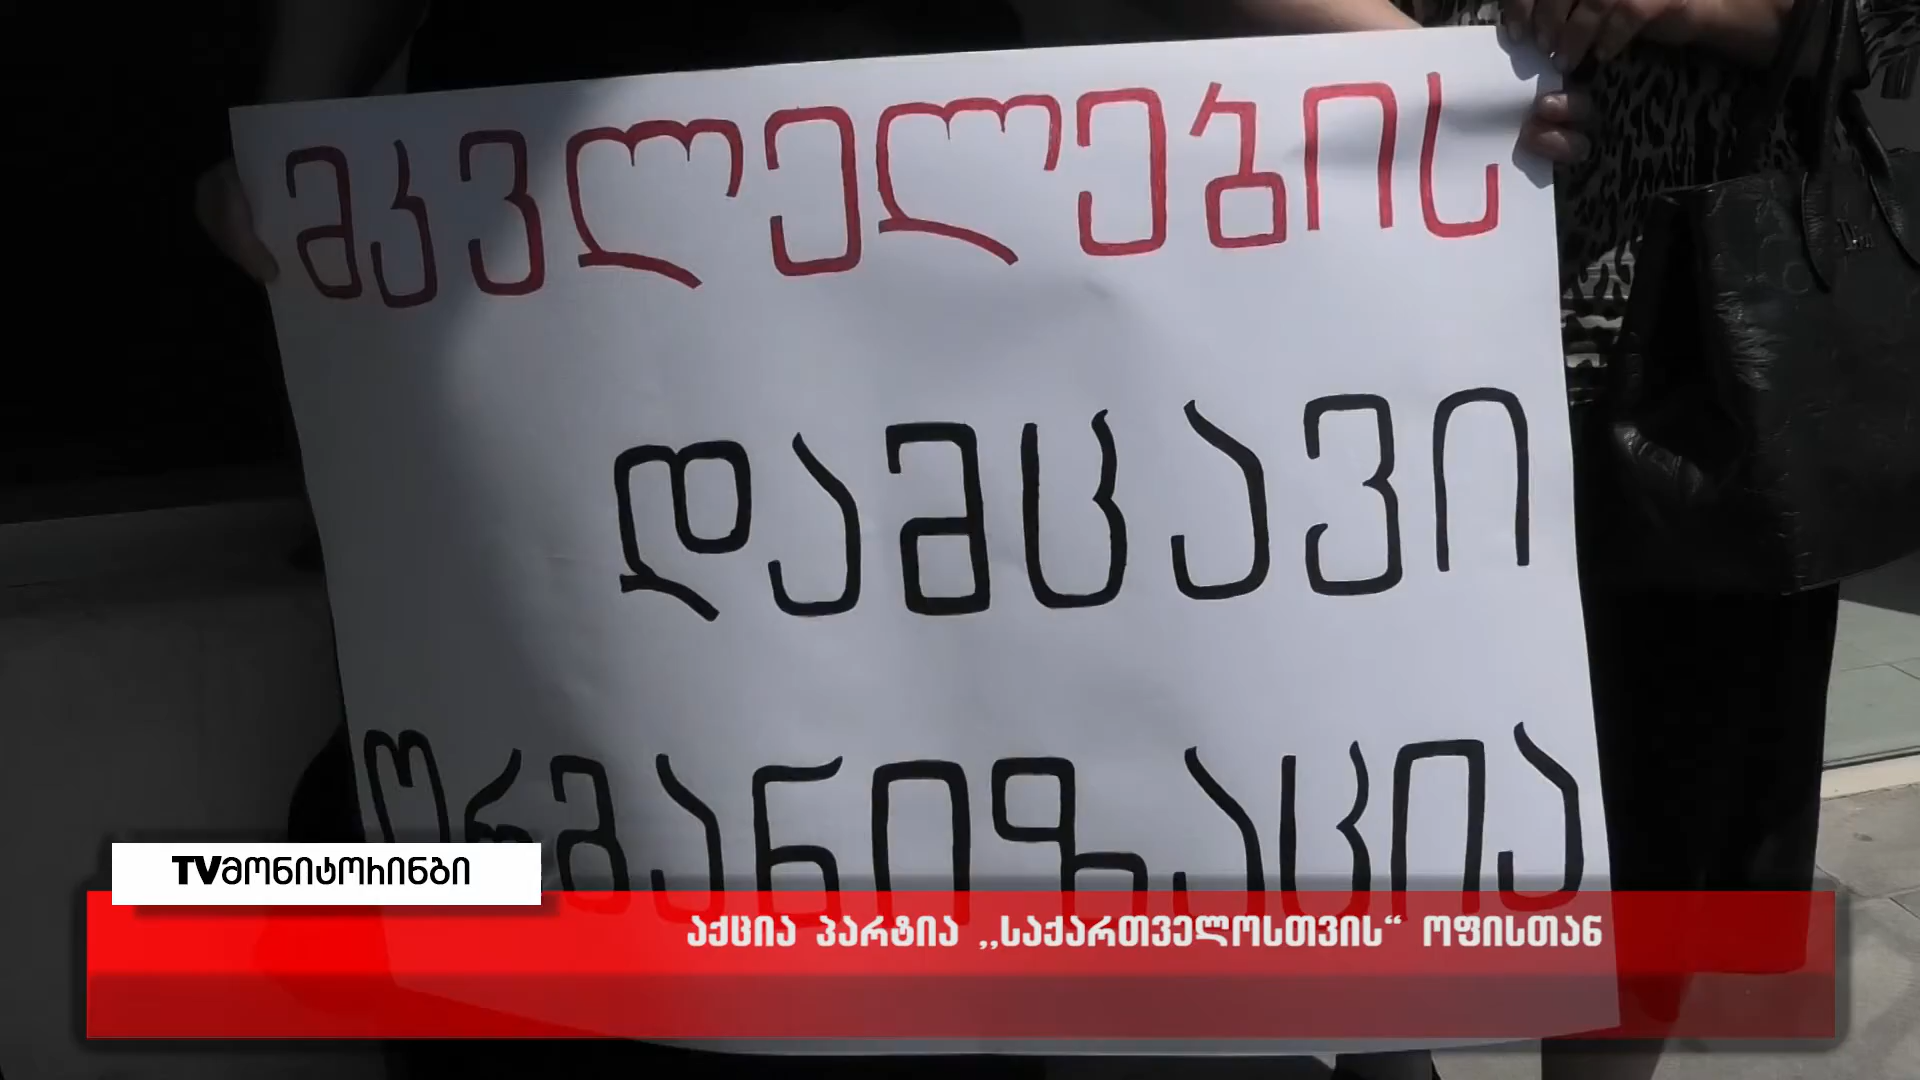 მკვლელების
დამცავი
ორგანიზაცია
TVმონიტორინგი
აქცია პარტია ,,საქართველოსთვის“ ოფისთან